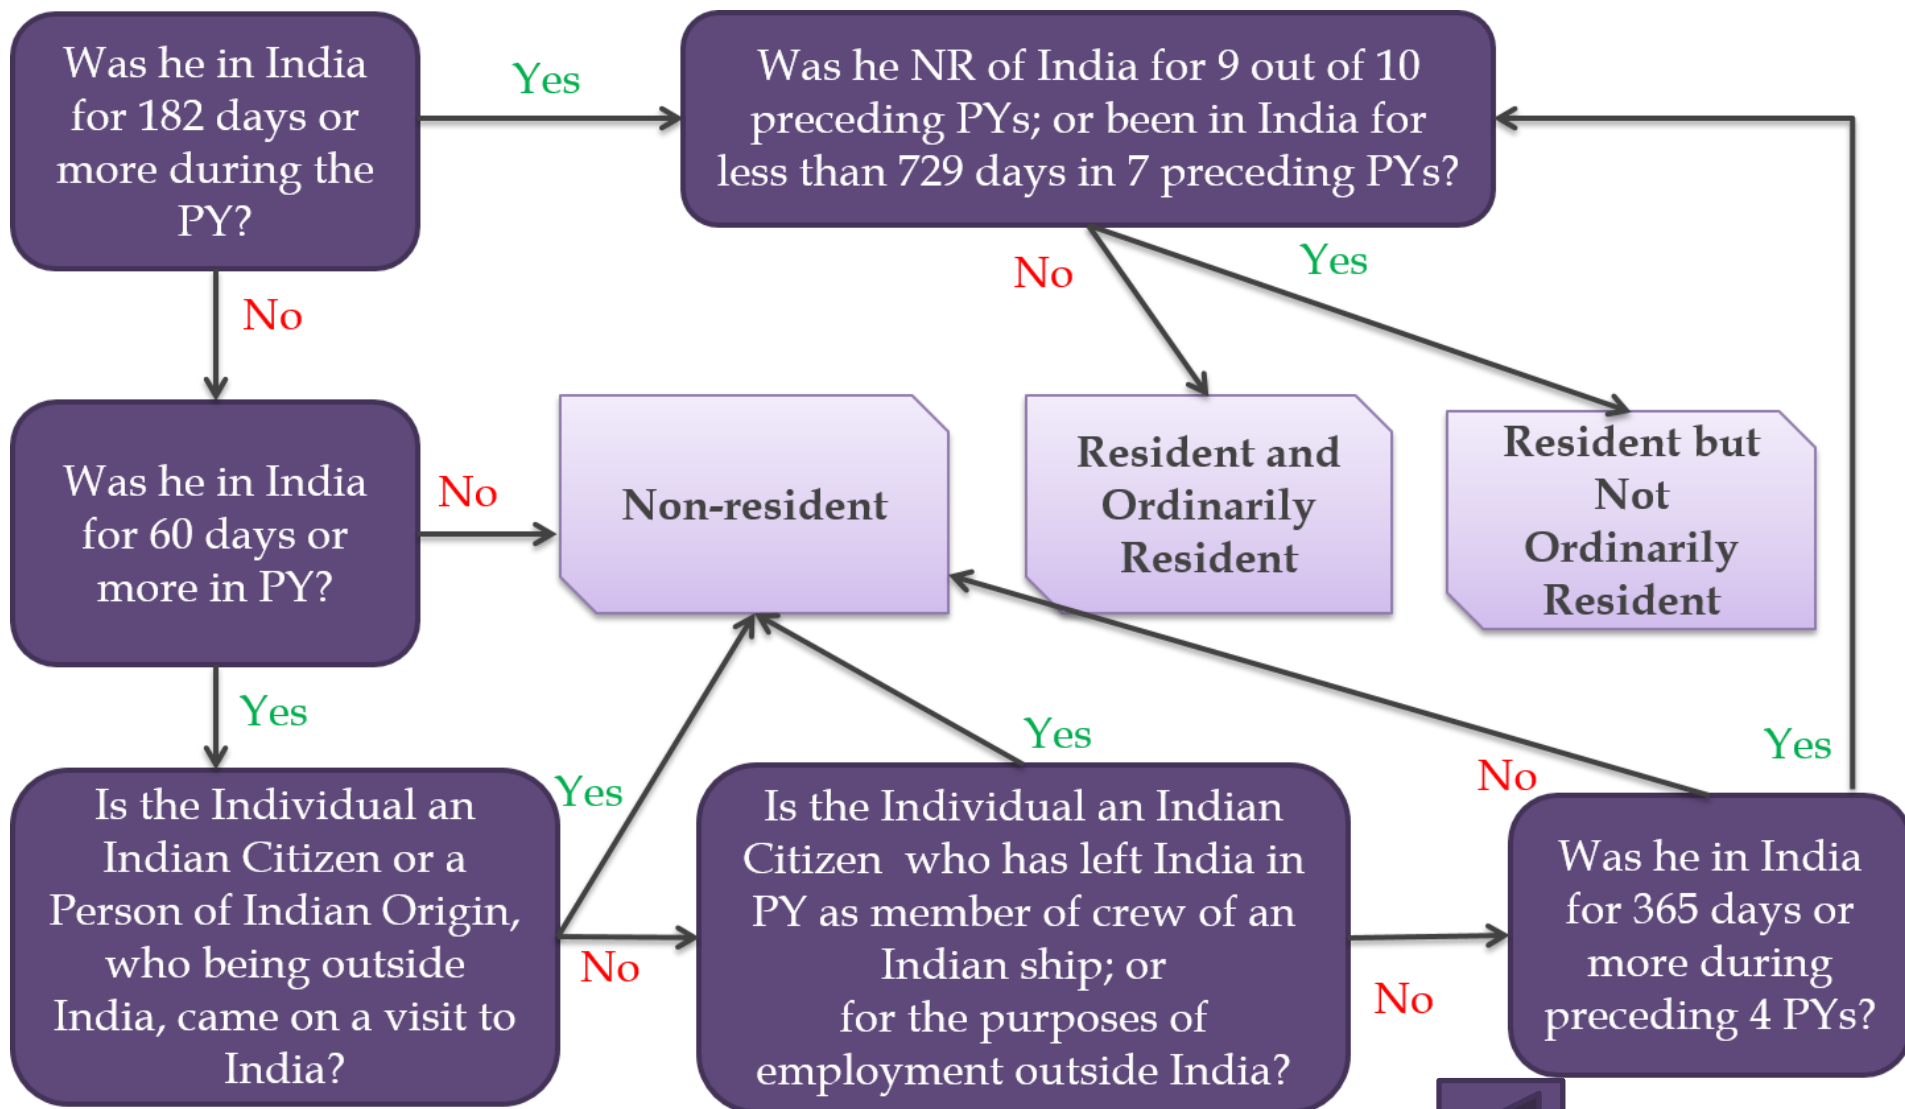 Was he in India
for 182 days or
more during the
PY?
Yes
Was he NR of India for 9 out of 10
preceding PYs; or been in India for
less than 729 days in 7 preceding PYs?
No
No
Yes
Was he in India
for 60 days or
more in PY?
No
Non-resident
Resident and
Ordinarily
Resident
Resident but
Not
Ordinarily
Resident
Yes
Yes
Yes
No
Yes
Is the Individual an
Indian Citizen or a
Person of Indian Origin,
who being outside
India, came on a visit to
India?
No
Is the Individual an Indian
Citizen who has left India in
PY as member of crew of an
Indian ship; or
for the purposes of
employment outside India?
No
Was he in India
for 365 days or
more during
preceding 4 PYs?